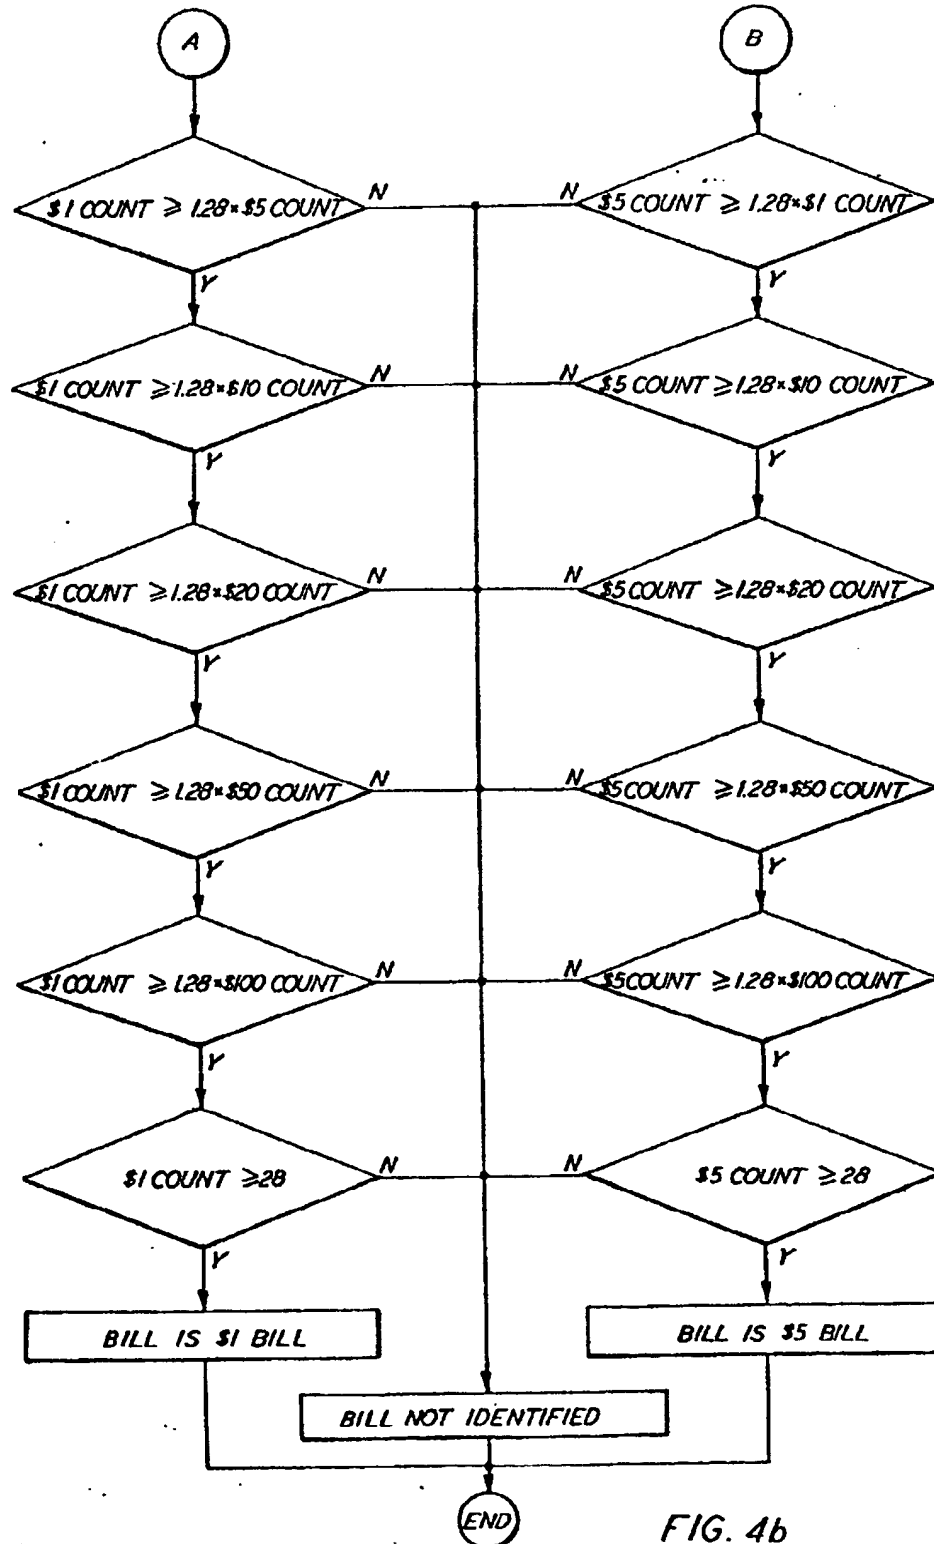 A
B
$1 COUNT ≥ 1.28×$5 COUNT
N
N
$5 COUNT ≥ 1.28×$1 COUNT
Y
Y
$1 COUNT ≥ 1.28×$10 COUNT
N
N
$5 COUNT ≥ 1.28×$10 COUNT
Y
Y
$1 COUNT ≥ 1.28×$20 COUNT
N
N
$5 COUNT ≥ 1.28×$20 COUNT
Y
Y
$1 COUNT ≥ 1.28×$50 COUNT
N
N
$5 COUNT ≥ 1.28×$50 COUNT
Y
Y
$1 COUNT ≥ 1.28×$100 COUNT
N
N
$5 COUNT ≥ 1.28×$100 COUNT
Y
Y
$1 COUNT ≥28
N
N
$5 COUNT ≥28
Y
Y
BILL IS $1 BILL
BILL IS $5 BILL
BILL NOT IDENTIFIED
END
FIG. 4b